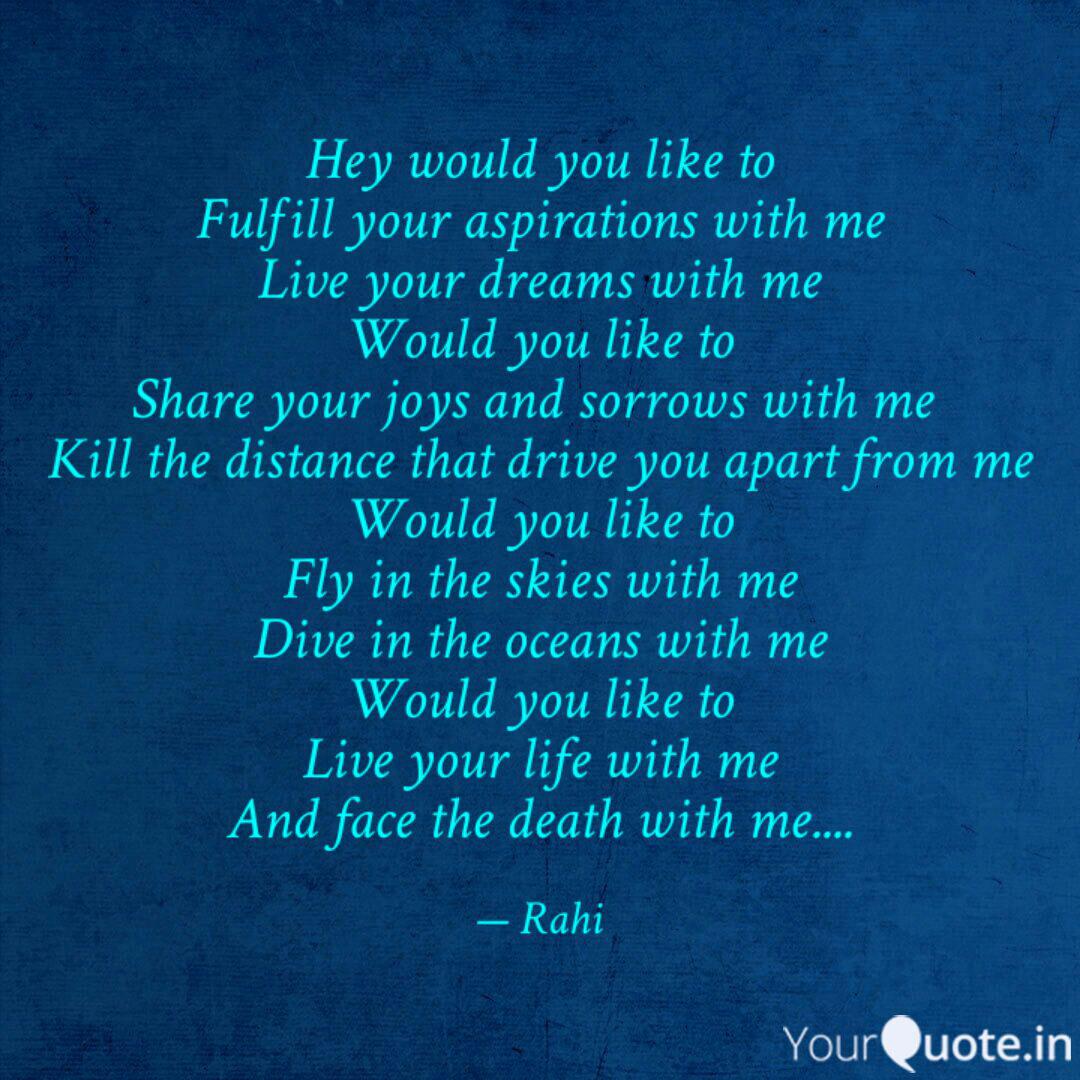 Hey would you like to
Fulfill your aspirations with me
Live your dreams with me
Would you like to
Share your joys and sorrows with me
Kill the distance that drive you apart from me
Would you like to
Fly in the skies with me
Dive in the oceans with me
Would you like to
Live your life with me
And face the death with me....
— Rahi
YourQuote.in